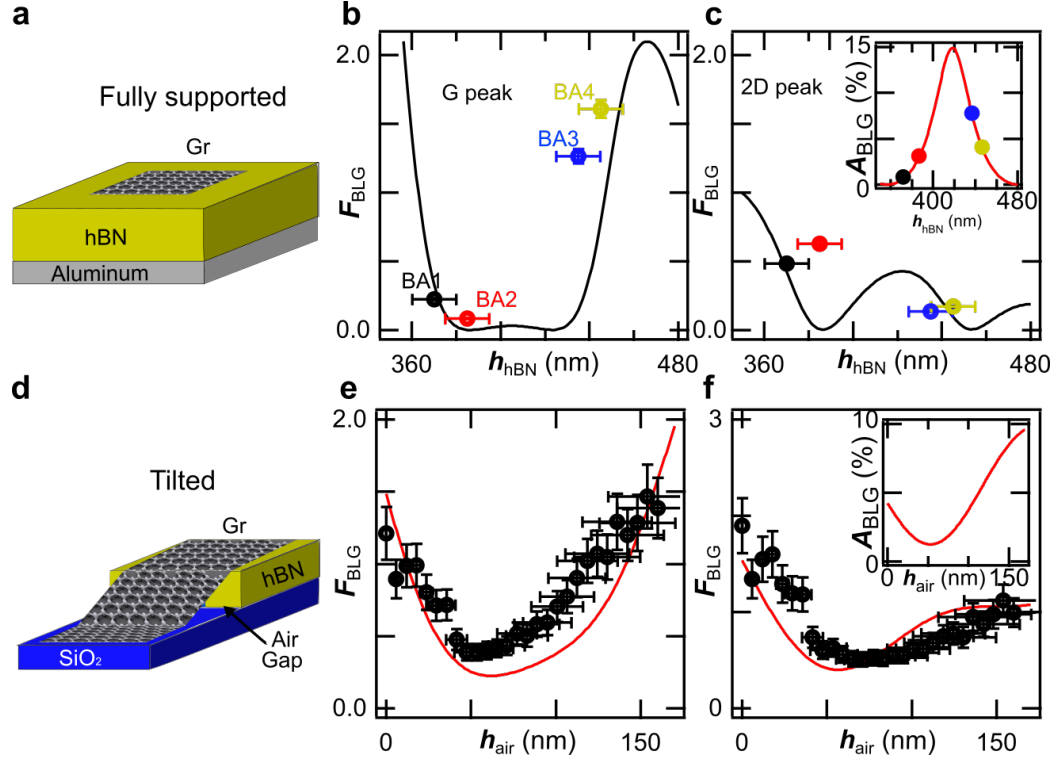 a
Fully supported
Gr
hBN
Aluminum
b
2.0
G peak
BA4
BA3
F_BLG
BA1
BA2
0.0
360
h_hBN (nm)
480
c
2.0
2D peak
15
A_BLG (%)
0
400
480
h_hBN (nm)
F_BLG
0.0
360
h_hBN (nm)
480
d
Tilted
Gr
hBN
Air
Gap
SiO₂
e
2.0
F_BLG
0.0
0
h_air (nm)
150
f
3
10
A_BLG (%)
0
0
h_air (nm)
150
F_BLG
0
0
h_air (nm)
150